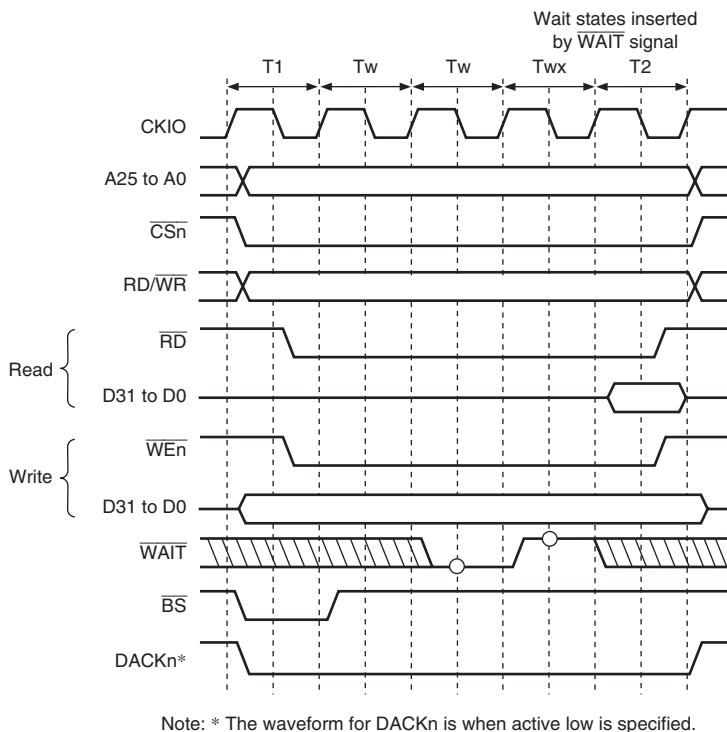 Wait states inserted
by WAIT signal
T1 Tw Tw Twx T2
CKIO
A25 to A0
CSn
RD/WR
RD
Read
D31 to D0
WEn
Write
D31 to D0
WAIT
BS
DACKn*
Note: * The waveform for DACKn is when active low is specified.